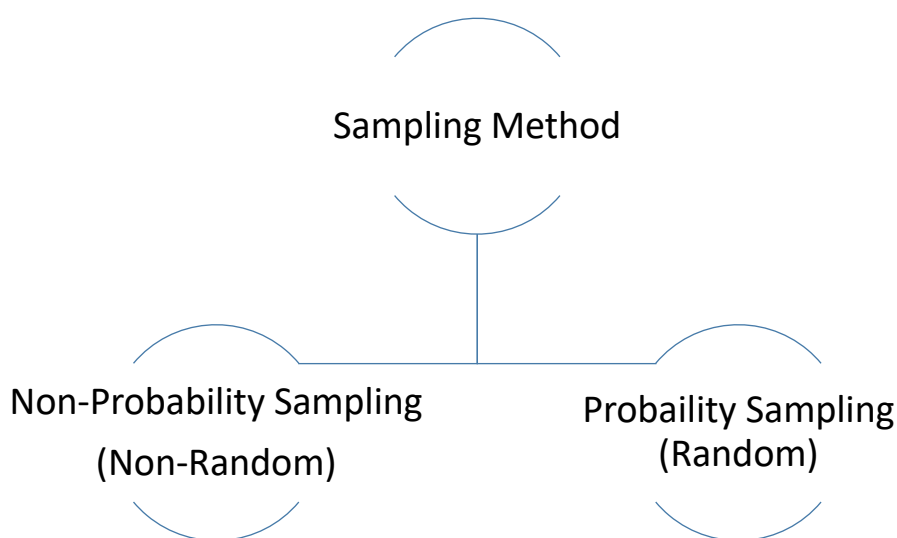 Sampling Method
Non-Probability Sampling
(Non-Random)
Probaility Sampling
(Random)